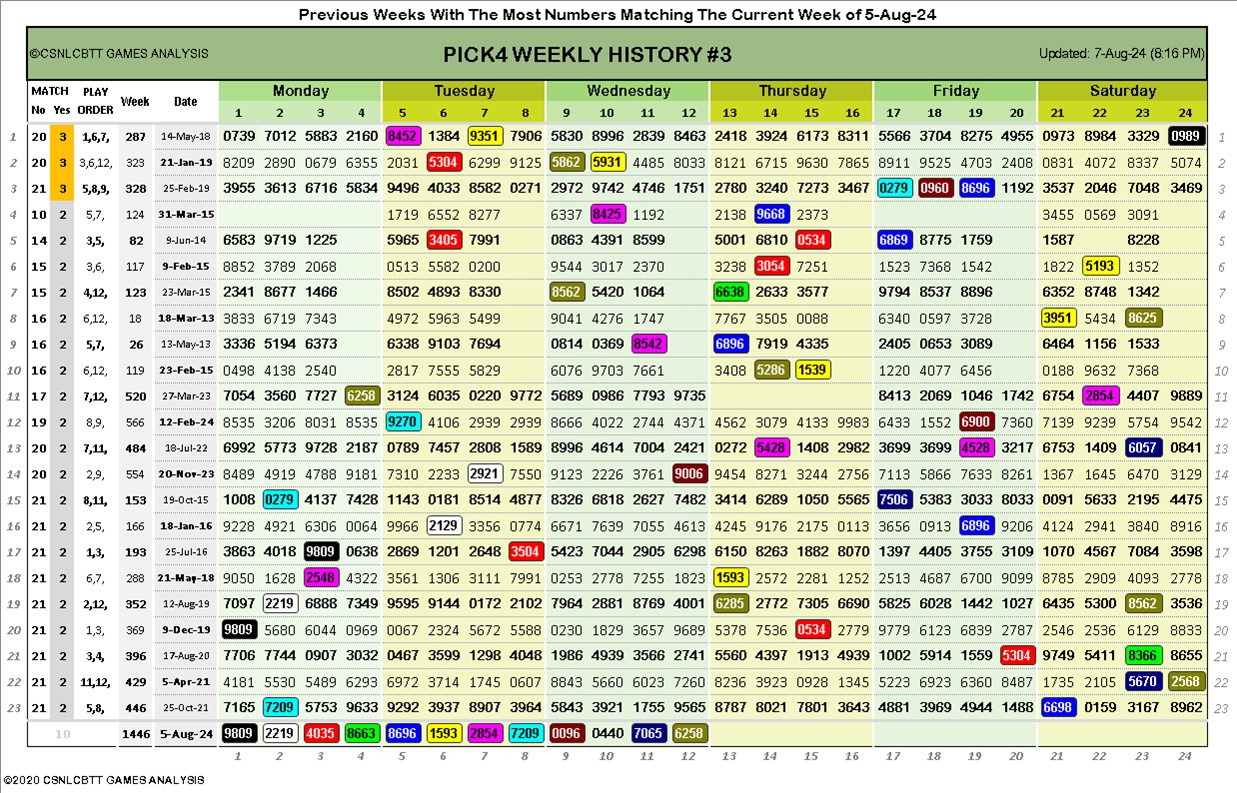 Previous Weeks With The Most Numbers Matching The Current Week of 5-Aug-24
©CSNLCBTT GAMES ANALYSIS PICK4 WEEKLY HISTORY #3 Updated: 7-Aug-24 (8:16 PM)
MATCH PLAY Week Date Monday Tuesday Wednesday Thursday Friday Saturday
No Yes ORDER 1 2 3 4 5 6 7 8 9 10 11 12 13 14 15 16 17 18 19 20 21 22 23 24
1 20 3 1,6,7, 287 14-May-18 0739 7012 5883 2160 8452 1384 9351 7906 5830 8996 2839 8463 2418 3924 6173 8311 5566 3704 8275 4955 0973 8984 3329 0989 1
2 20 3 3,6,12, 323 21-Jan-19 8209 2890 0679 6355 2031 5304 6299 9125 5862 5931 4485 8033 8121 6715 9630 7865 8911 9525 4703 2408 0831 4072 8337 5074 2
3 21 3 5,8,9, 328 25-Feb-19 3955 3613 6716 5834 9496 4033 8582 0271 2972 9742 4746 1751 2780 3240 7273 3467 0279 0960 8696 1192 3537 2046 7048 3469 3
4 10 2 5,7, 124 31-Mar-15 1719 6552 8277 6337 8425 1192 2138 9668 2373 3455 0569 3091 4
5 14 2 3,5, 82 9-Jun-14 6583 9719 1225 5965 3405 7991 0863 4391 8599 5001 6810 0534 6869 8775 1759 1587 8228 5
6 15 2 3,6, 117 9-Feb-15 8852 3789 2068 0513 5582 0200 9544 3017 2370 3238 3054 7251 1523 7368 1542 1822 5193 1352 6
7 15 2 4,12, 123 23-Mar-15 2341 8677 1466 8502 4893 8330 8562 5420 1064 6638 2633 3577 9794 8537 8896 6352 8748 1342 7
8 16 2 6,12, 18 18-Mar-13 3833 6719 7343 4972 5963 5499 9041 4276 1747 7767 3505 0088 6340 0597 3728 3951 5434 8625 8
9 16 2 5,7, 26 13-May-13 3336 5194 6373 6338 9103 7694 0814 0369 8542 6896 7919 4335 2405 0653 3089 6464 1156 1533 9
10 16 2 6,12, 119 23-Feb-15 0498 4138 2540 2817 7555 5829 6076 9703 7661 3408 5286 1539 1220 4077 6456 0188 9632 7368 10
11 17 2 7,12, 520 27-Mar-23 7054 3560 7727 6258 3124 6035 0220 9772 5689 0986 7793 9735 8413 2069 1046 1742 6754 2854 4407 9889 11
12 19 2 8,9, 566 12-Feb-24 8535 3206 8031 8535 9270 4106 2939 2939 8666 4022 2744 4371 4562 3079 4133 9983 6433 1552 6900 7360 7139 9239 5754 9542 12
13 20 2 7,11, 484 18-Jul-22 6992 5773 9728 2187 0789 7457 2808 1589 8996 4614 7004 2421 0272 5428 1408 2982 3699 3699 4528 3217 6753 1409 6057 0841 13
14 20 2 2,9, 554 20-Nov-23 8489 4919 4788 9181 7310 2233 2921 7550 9123 2226 3761 9006 9454 8271 3244 2756 7113 5866 7633 8261 1367 1645 6470 3129 14
15 21 2 8,11, 153 19-Oct-15 1008 0279 4137 7428 1143 0181 8514 4877 8326 6818 2627 7482 3414 6289 1050 5565 7506 5383 3033 8033 0091 5633 2195 4475 15
16 21 2 2,5, 166 18-Jan-16 9228 4921 6306 0064 9966 2129 3356 0774 6671 7639 7055 4613 4245 9176 2175 0113 3656 0913 6896 9206 4124 2941 3840 8916 16
17 21 2 1,3, 193 25-Jul-16 3863 4018 9809 0638 2869 1201 2648 3504 5423 7044 2905 6298 6150 8263 1882 8070 1397 4405 3755 3109 1070 4567 7084 3598 17
18 21 2 6,7, 288 21-May-18 9050 1628 2548 4322 3561 1306 3111 7991 0253 2778 7255 1823 1593 2572 2281 1252 2513 4687 6700 9099 8785 2909 4093 2778 18
19 21 2 2,12, 352 12-Aug-19 7097 2219 6888 7349 9595 9144 0172 2102 7964 2881 8769 4001 6285 2772 7305 6690 5825 6028 1442 1027 6435 5300 8562 3536 19
20 21 2 1,3, 369 9-Dec-19 9809 5680 6044 0969 0067 2324 5672 5588 0230 1829 3657 9689 5378 7536 0534 2779 9779 6123 6839 2787 2546 2536 6129 8833 20
21 21 2 3,4, 396 17-Aug-20 7706 7744 0907 3032 0467 3599 1298 4048 1986 4939 3566 2741 5560 4397 1913 4939 1002 5914 1559 5304 9749 5411 8366 8655 21
22 21 2 11,12, 429 5-Apr-21 4181 5530 5489 6293 6972 3714 1745 0607 8843 5660 6023 7260 8236 3923 0928 1345 5223 6923 6360 8487 1735 2105 5670 2568 22
23 21 2 5,8, 446 25-Oct-21 7165 7209 5753 9633 9292 3937 8907 3964 5843 3921 1755 9565 8787 8021 7801 3643 4881 3969 4944 1488 6698 0159 3167 8962 23
10 1446 5-Aug-24 9809 2219 4035 8663 8696 1593 2854 7209 0096 0440 7065 6258
1 2 3 4 5 6 7 8 9 10 11 12 13 14 15 16 17 18 19 20 21 22 23 24
©2020 CSNLCBTT GAMES ANALYSIS